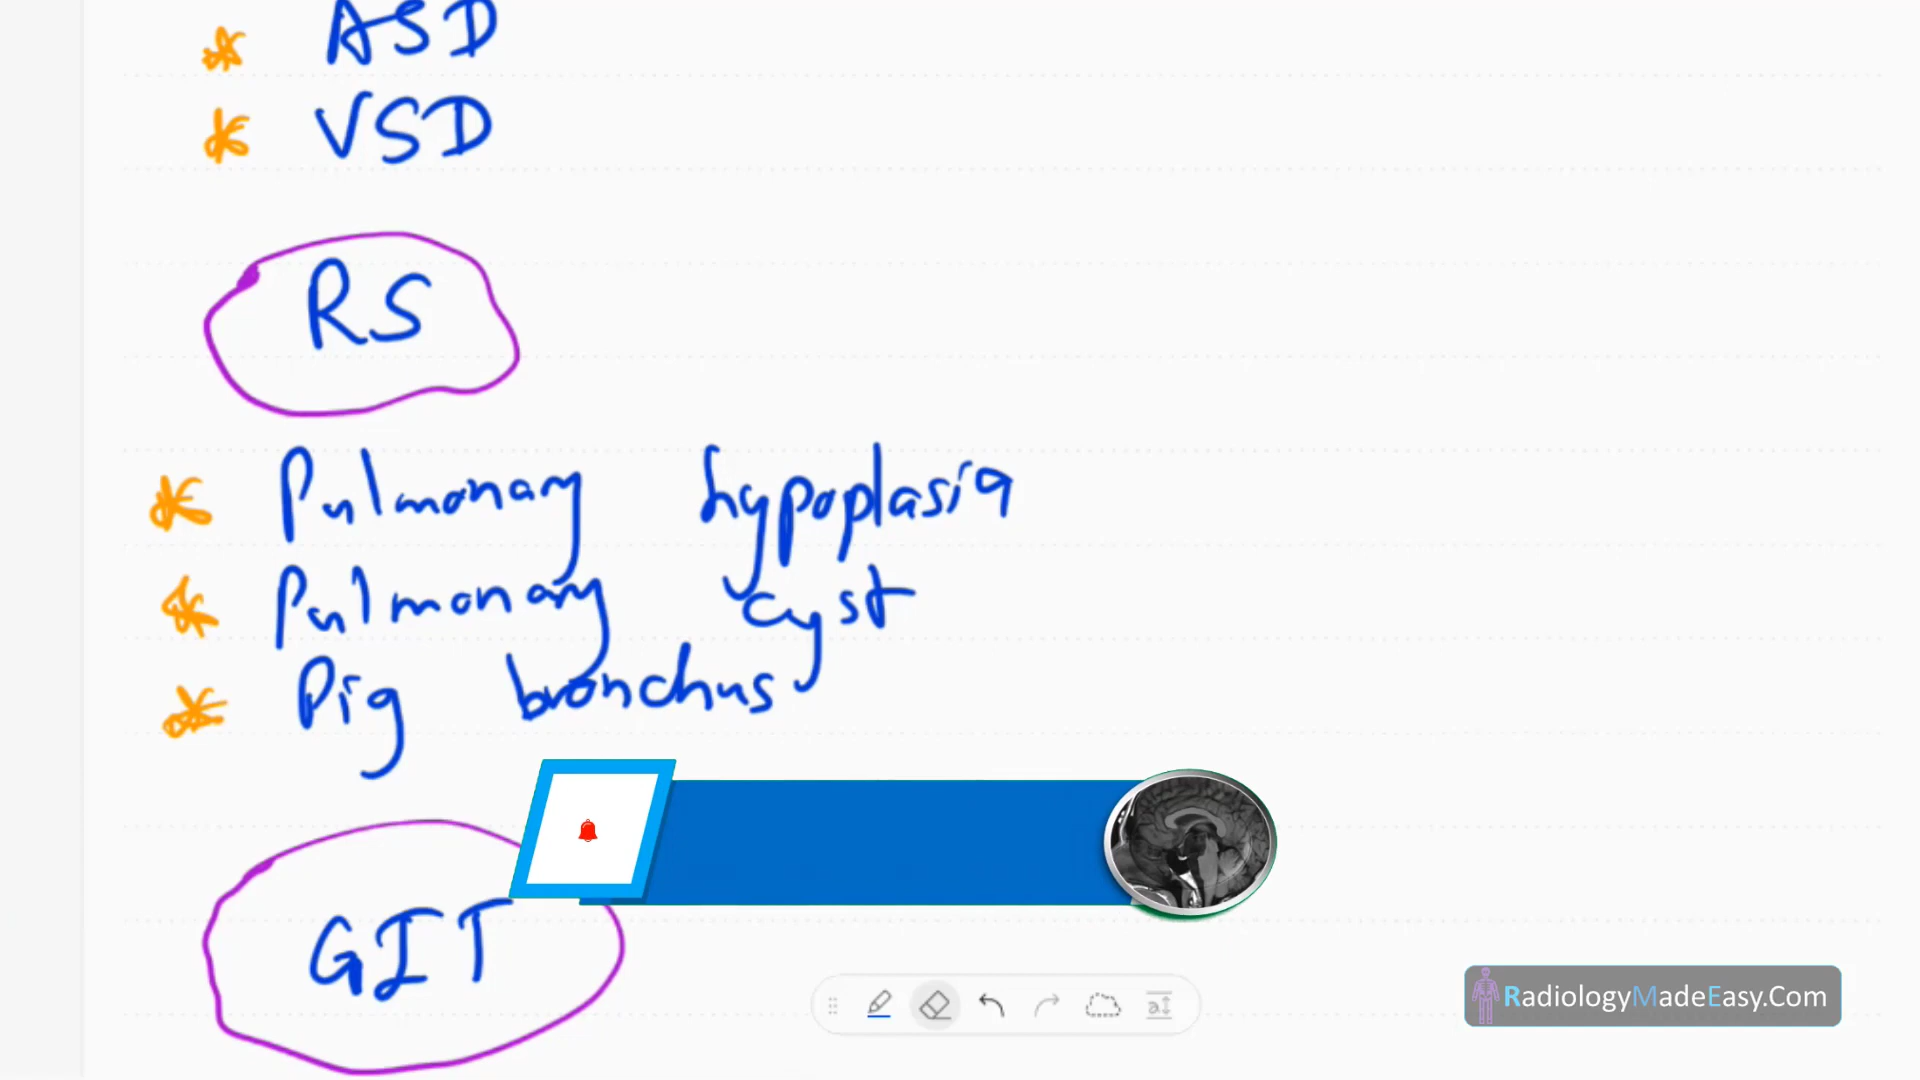 ASD
VSD
RS
Pulmonary hypoplasia
Pulmonary cyst
Pig bronchus
GIT
RadiologyMadeEasy.Com